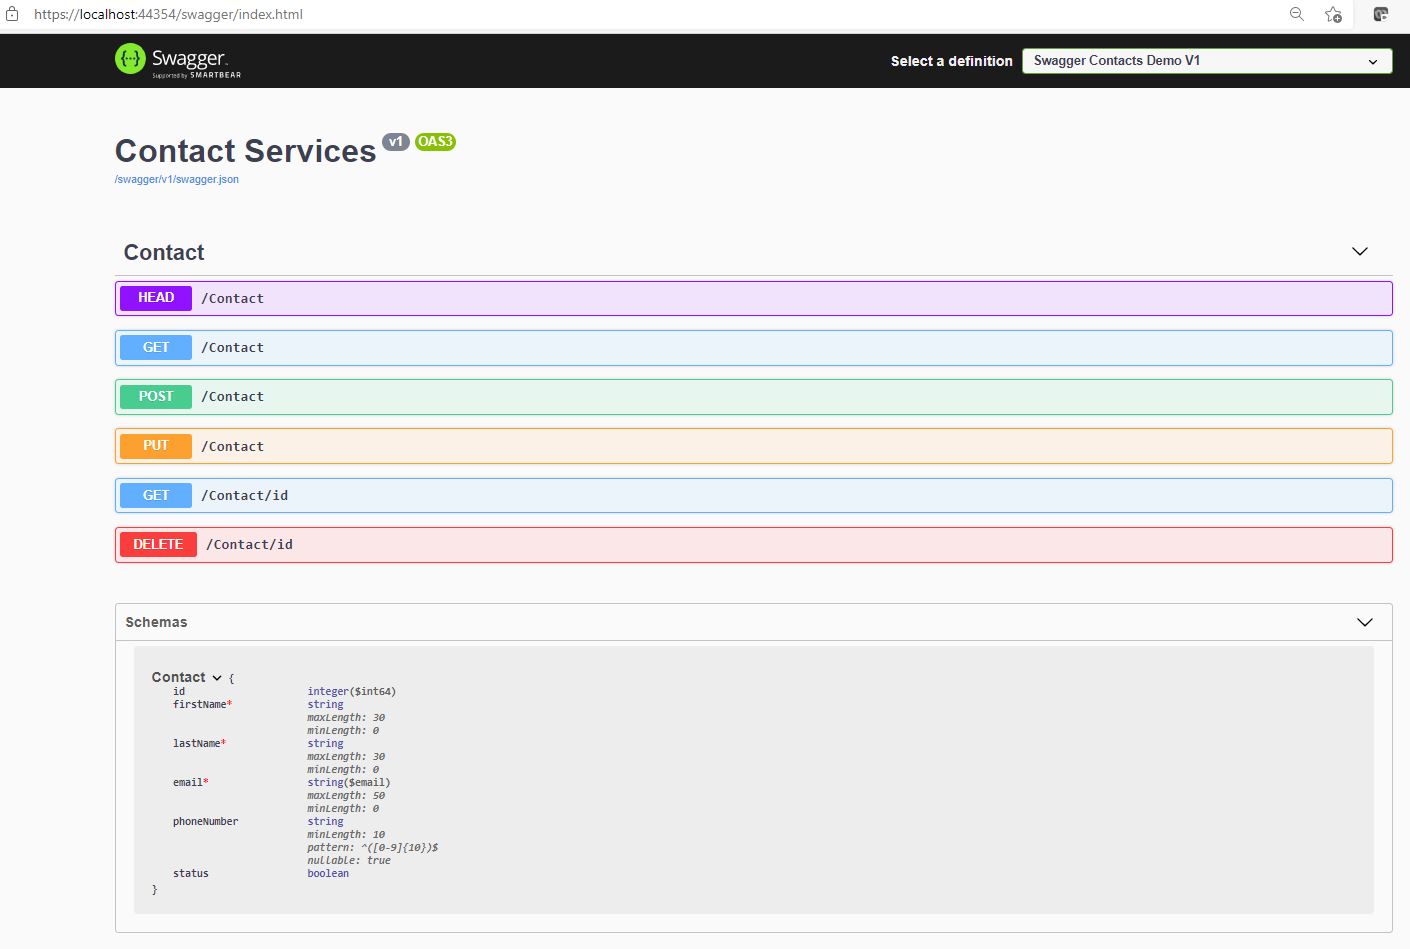 https://localhost:44354/swagger/index.html
{··} Swagger™
Supported by SMARTBEAR
Select a definition Swagger Contacts Demo V1
Contact Services v1 OAS3
/swagger/v1/swagger.json
Contact
HEAD /Contact
GET /Contact
POST /Contact
PUT /Contact
GET /Contact/id
DELETE /Contact/id
Schemas
Contact {
id integer($int64)
firstName* string
maxLength: 30
minLength: 0
lastName* string
maxLength: 30
minLength: 0
email* string($email)
maxLength: 50
minLength: 0
phoneNumber string
minLength: 10
pattern: ^([0-9]{10})$
nullable: true
status boolean
}